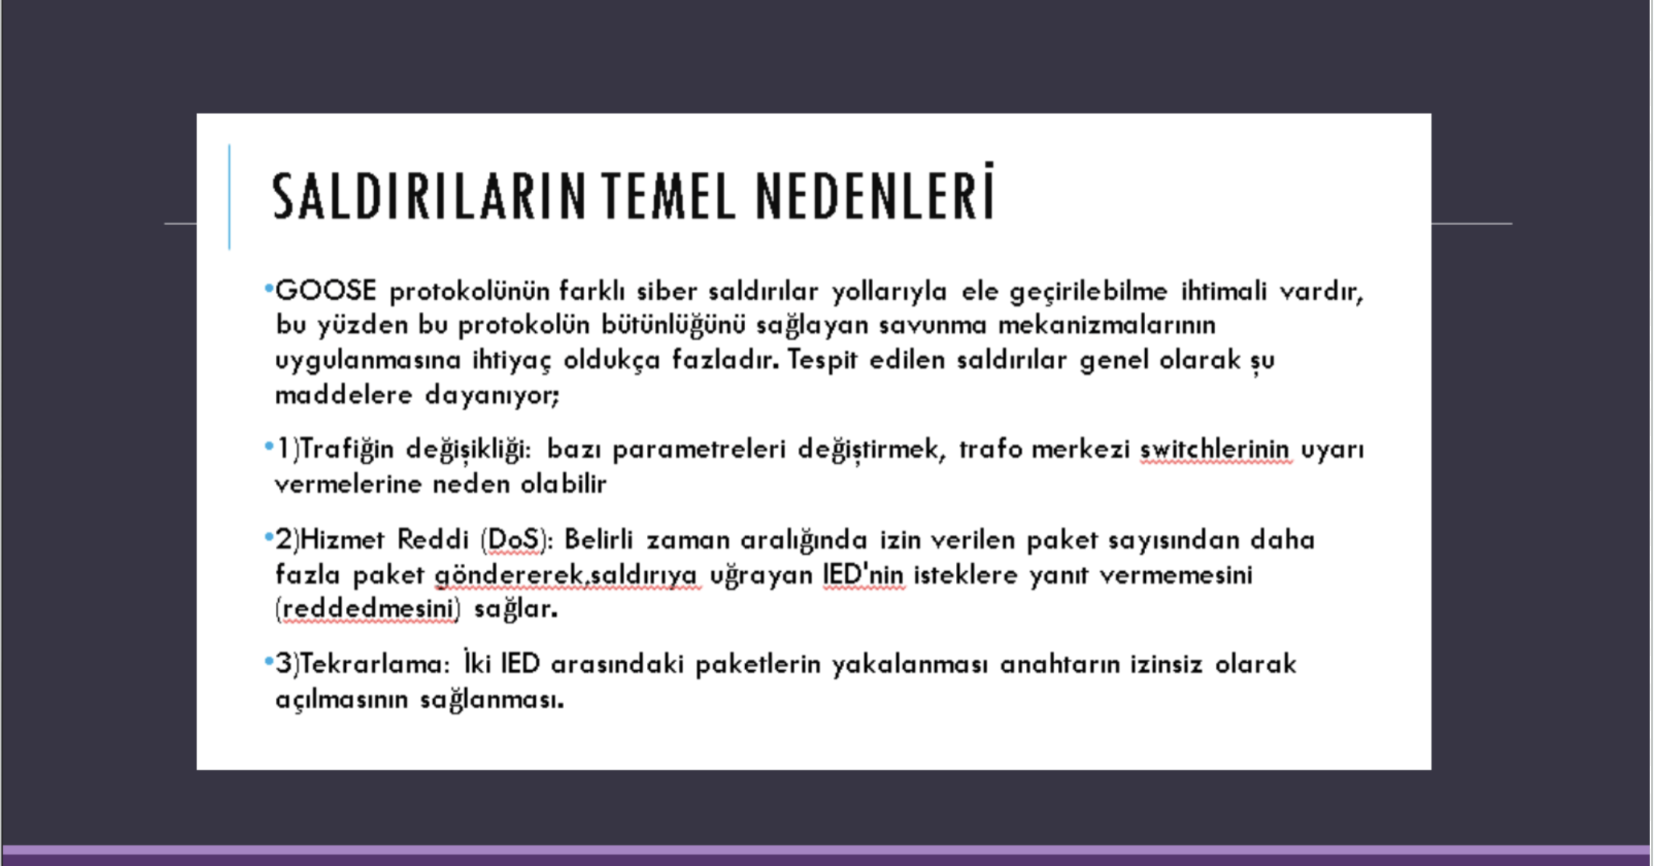 SALDIRILARIN TEMEL NEDENLERİ
•GOOSE protokolünün farklı siber saldırılar yollarıyla ele geçirilebilme ihtimali vardır,
bu yüzden bu protokolün bütünlüğünü sağlayan savunma mekanizmalarının
uygulanmasına ihtiyaç oldukça fazladır. Tespit edilen saldırılar genel olarak şu
maddelere dayanıyor;
•1)Trafiğin değişikliği: bazı parametreleri değiştirmek, trafo merkezi switchlerinin uyarı
vermelerine neden olabilir
•2)Hizmet Reddi (DoS): Belirli zaman aralığında izin verilen paket sayısından daha
fazla paket göndererek,saldırıya uğrayan IED'nin isteklere yanıt vermemesini
(reddedmesini) sağlar.
•3)Tekrarlama: İki IED arasındaki paketlerin yakalanması anahtarın izinsiz olarak
açılmasının sağlanması.